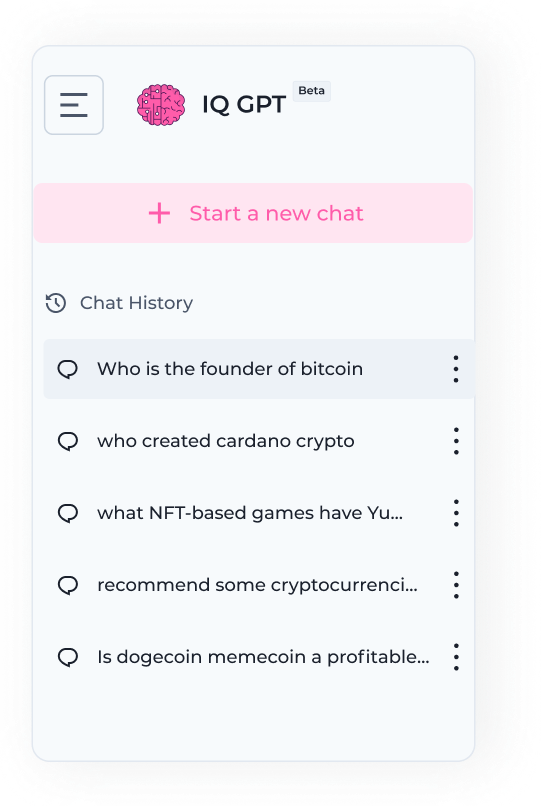 IQ GPT Beta
Start a new chat
Chat History
Who is the founder of bitcoin
who created cardano crypto
what NFT-based games have Yu...
recommend some cryptocurrenci...
Is dogecoin memecoin a profitable...